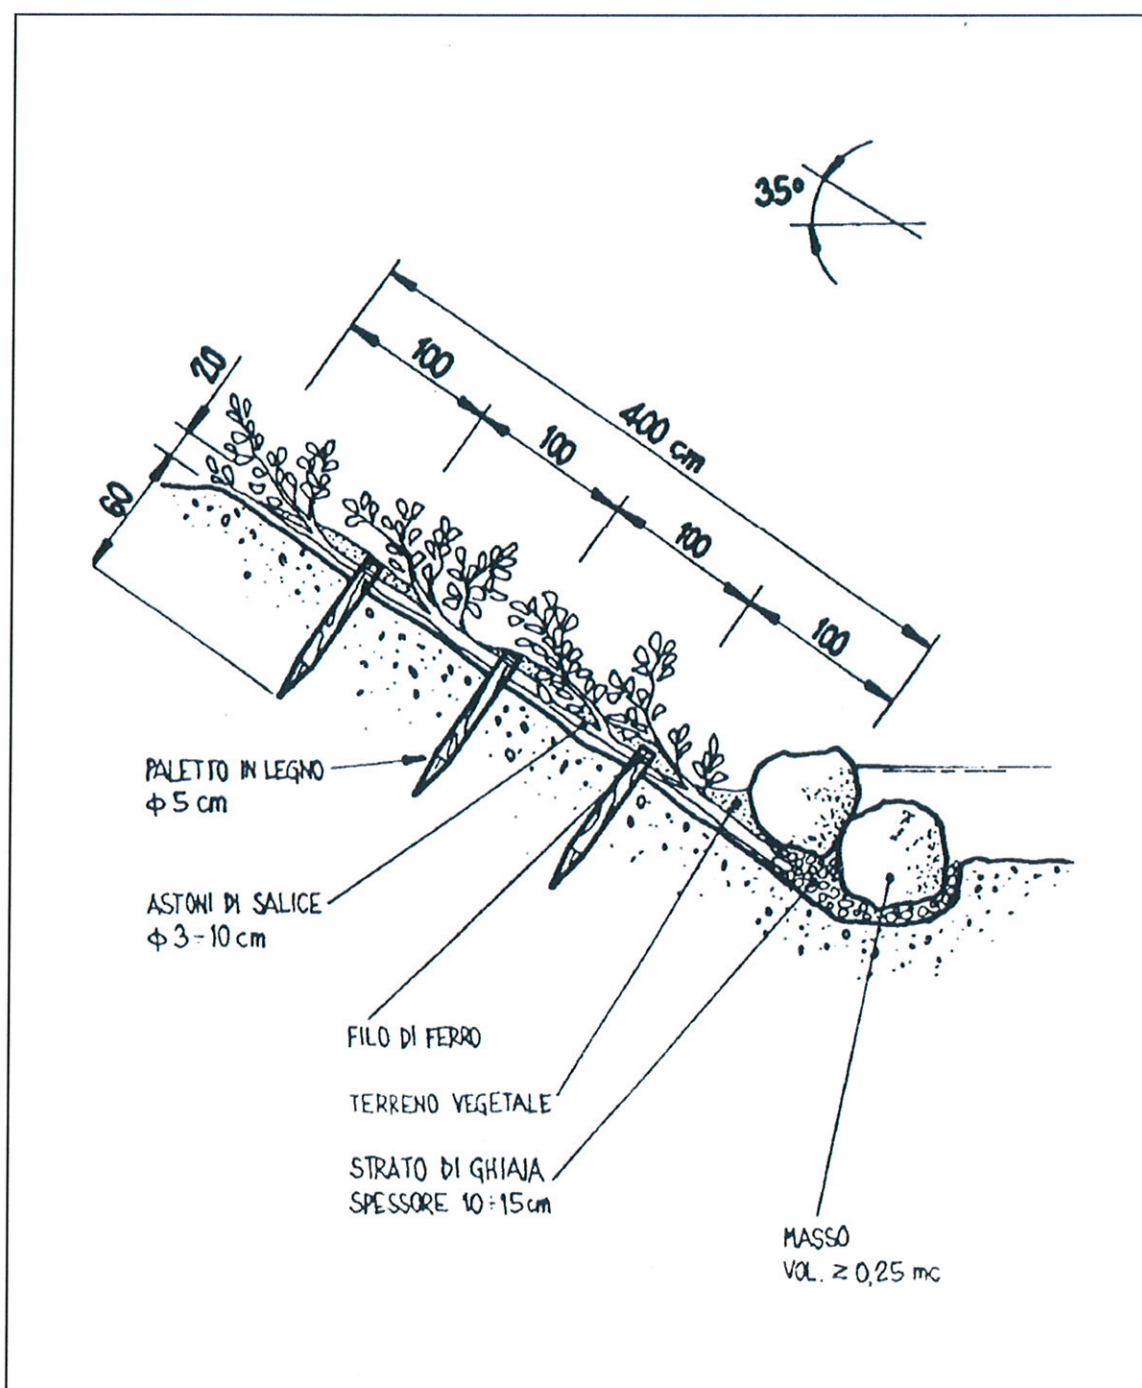 35°
20
60
100
100
100
100
400 cm
PALETTO IN LEGNO
ϕ 5 cm
ASTONI DI SALICE
ϕ 3÷10 cm
FILO DI FERRO
TERRENO VEGETALE
STRATO DI GHIAIA
SPESSORE 10÷15 cm
MASSO
VOL. ≥ 0,25 mc